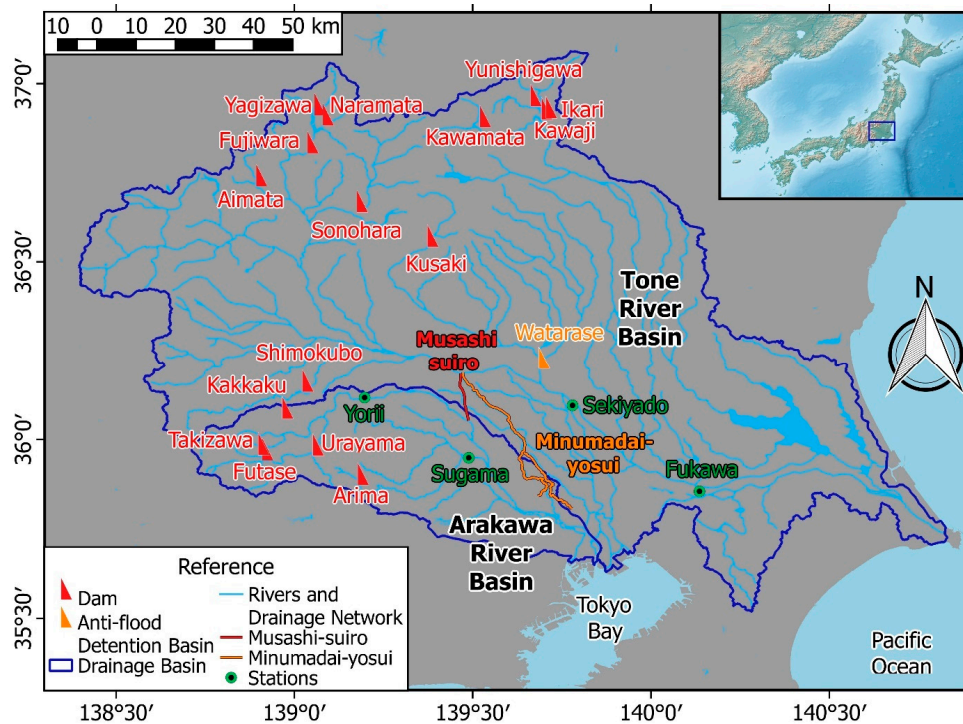 10 0 10 20 30 40 50 km
37°0'
36°30'
36°0'
35°30'
138°30'
139°0'
139°30'
140°0'
140°30'
N
Yunishigawa
Yagizawa
Naramata
Ikari
Kawamata
Kawaji
Fujiwara
Aimata
Sonohara
Kusaki
Tone
River
Basin
Musashi
suiro
Watarase
Shimokubo
Kakkaku
Yorii
Sekiyado
Takizawa
Urayama
Minumadai-
yosui
Futase
Sugama
Fukawa
Arima
Arakawa
River
Basin
Tokyo
Bay
Pacific
Ocean
Reference
Dam
Anti-flood
Detention Basin
Drainage Basin
Rivers and
Drainage Network
Musashi-suiro
Minumadai-yosui
Stations